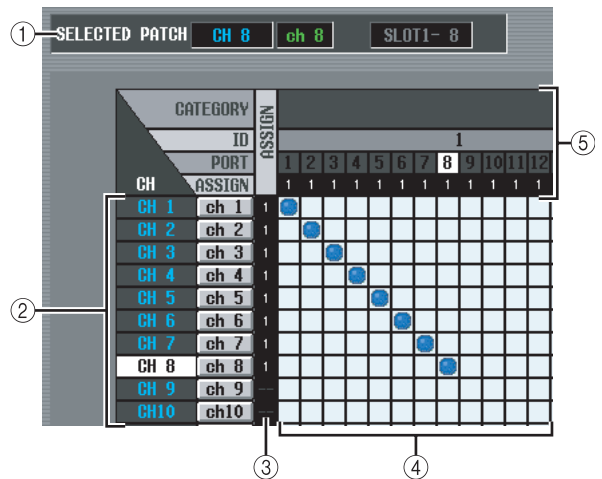 ① SELECTED PATCH CH 8 ch 8 SLOT1- 8
CATEGORY ASSIGN ⑤
ID 1
PORT 1 2 3 4 5 6 7 8 9 10 11 12
CH ASSIGN 1 1 1 1 1 1 1 1 1 1 1 1
CH 1 ch 1 1
CH 2 ch 2 1
CH 3 ch 3 1
CH 4 ch 4 1
② CH 5 ch 5 1
CH 6 ch 6 1
CH 7 ch 7 1
CH 8 ch 8 1
CH 9 ch 9 --
CH10 ch10 --
③ ④